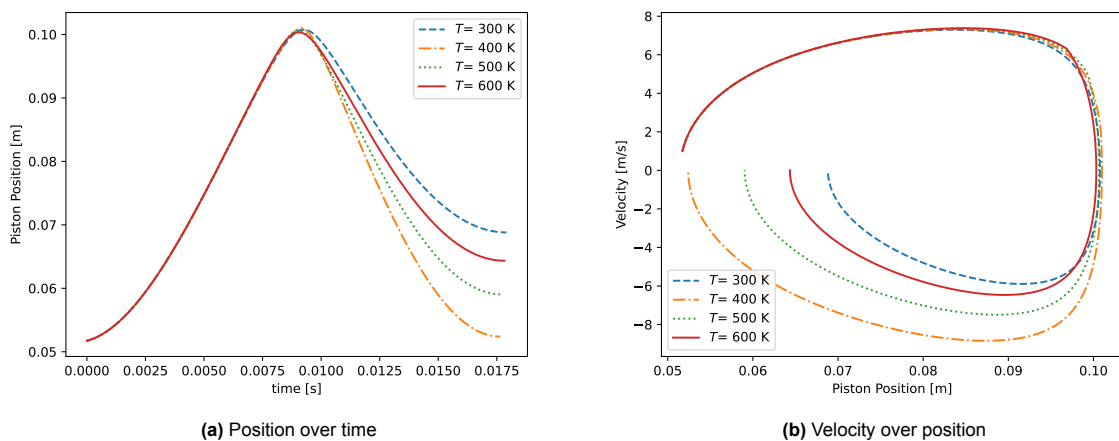 0.10
0.09
0.08
0.07
0.06
0.05
Piston Position [m]
0.0000 0.0025 0.0050 0.0075 0.0100 0.0125 0.0150 0.0175
time [s]
T= 300 K
T= 400 K
T= 500 K
T= 600 K
(a) Position over time
8
6
4
2
0
−2
−4
−6
−8
Velocity [m/s]
T= 300 K
T= 400 K
T= 500 K
T= 600 K
0.05 0.06 0.07 0.08 0.09 0.10
Piston Position [m]
(b) Velocity over position